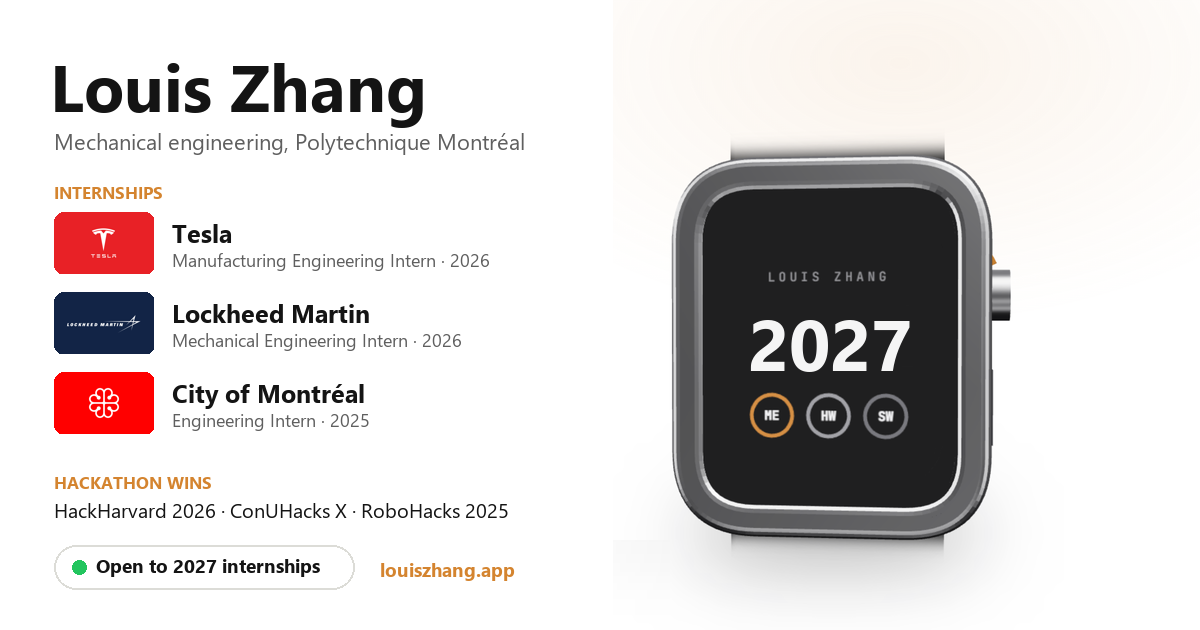 Louis Zhang
Mechanical engineering, Polytechnique Montréal
INTERNSHIPS
TESLA
Tesla
Manufacturing Engineering Intern · 2026
LOCKHEED MARTIN
Lockheed Martin
Mechanical Engineering Intern · 2026
City of Montréal
Engineering Intern · 2025
HACKATHON WINS
HackHarvard 2026 · ConUHacks X · RoboHacks 2025
Open to 2027 internships
louiszhang.app
LOUIS ZHANG
2027
ME HW SW